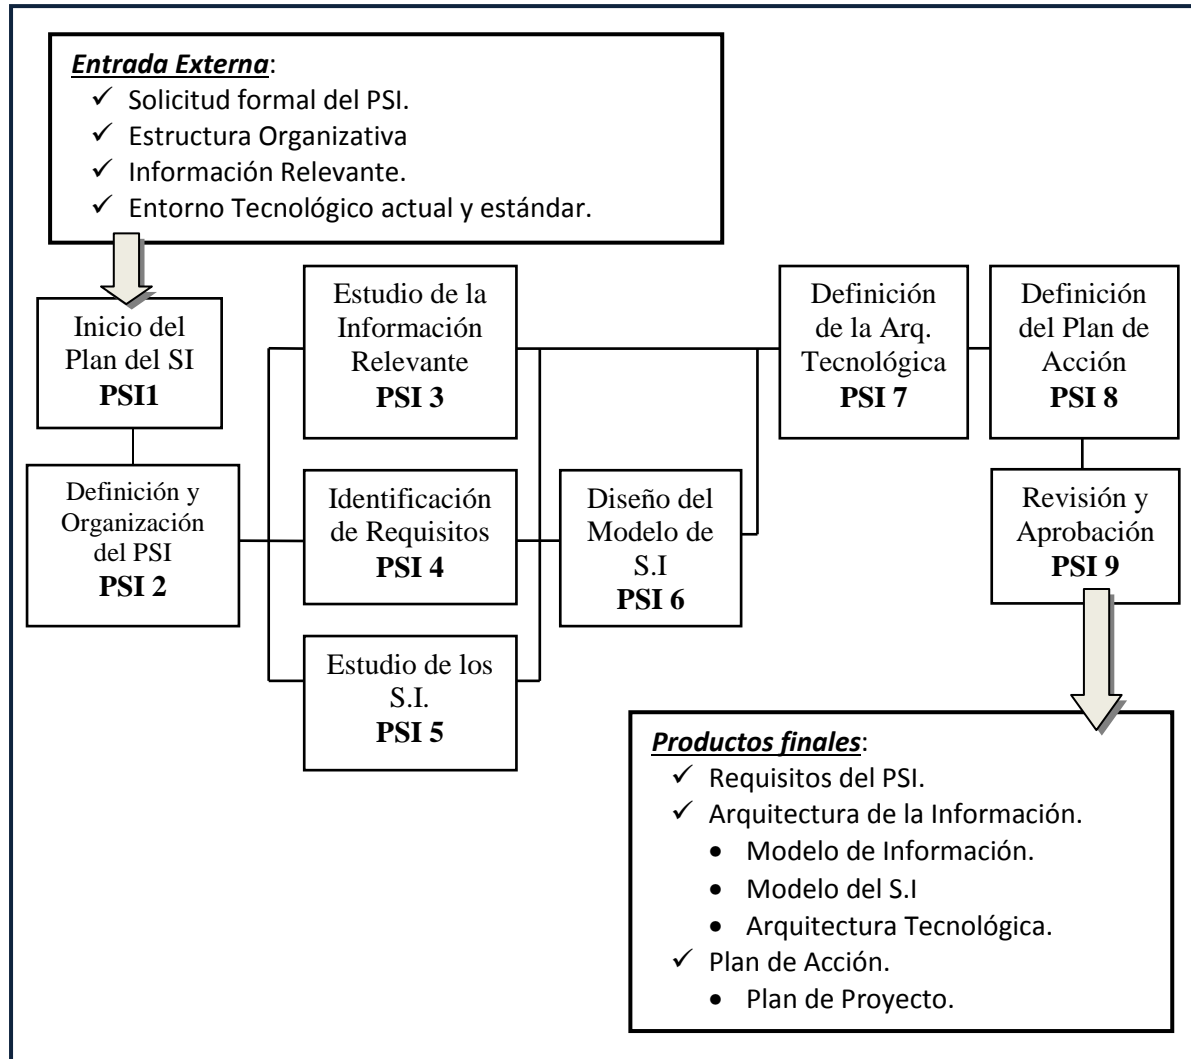 Entrada Externa:
✓ Solicitud formal del PSI.
✓ Estructura Organizativa
✓ Información Relevante.
✓ Entorno Tecnológico actual y estándar.
Inicio del
Plan del SI
PSI1
Definición y
Organización
del PSI
PSI 2
Estudio de la
Información
Relevante
PSI 3
Identificación
de Requisitos
PSI 4
Estudio de los
S.I.
PSI 5
Diseño del
Modelo de
S.I
PSI 6
Definición
de la Arq.
Tecnológica
PSI 7
Definición
del Plan de
Acción
PSI 8
Revisión y
Aprobación
PSI 9
Productos finales:
✓ Requisitos del PSI.
✓ Arquitectura de la Información.
• Modelo de Información.
• Modelo del S.I
• Arquitectura Tecnológica.
✓ Plan de Acción.
• Plan de Proyecto.